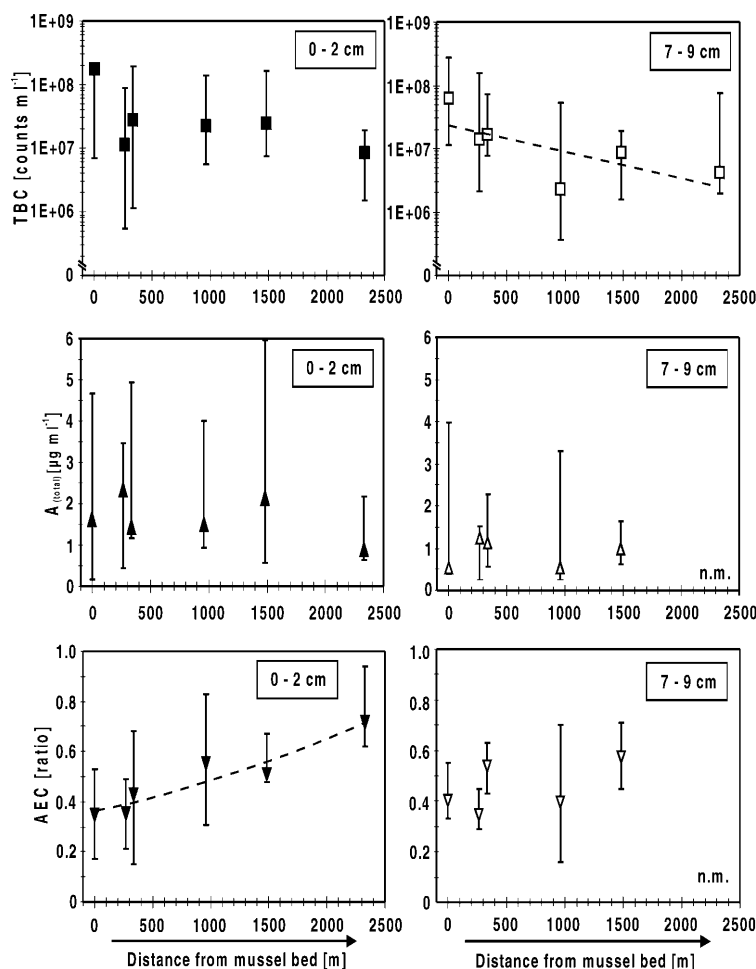 1E+09
1E+08
1E+07
1E+06
0
TBC [counts ml-1]
0 - 2 cm
0 500 1000 1500 2000 2500
1E+09
1E+08
1E+07
1E+06
0
7 - 9 cm
0 500 1000 1500 2000 2500
6
5
4
3
2
1
0
A (total) [µg ml-1]
0 - 2 cm
0 500 1000 1500 2000 2500
6
5
4
3
2
1
0
7 - 9 cm
n.m.
0 500 1000 1500 2000 2500
1.0
0.8
0.6
0.4
0.2
0.0
AEC [ratio]
0 - 2 cm
0 500 1000 1500 2000 2500
Distance from mussel bed [m]
1.0
0.8
0.6
0.4
0.2
0.0
7 - 9 cm
n.m.
0 500 1000 1500 2000 2500
Distance from mussel bed [m]